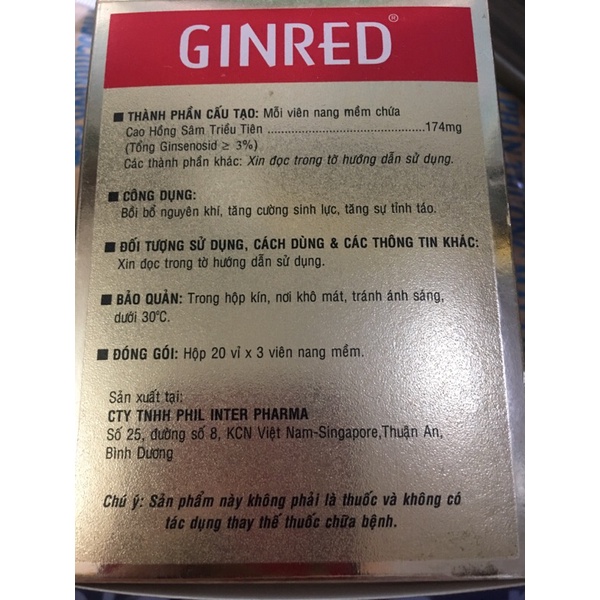 GINRED®
■ THÀNH PHẦN CẤU TẠO: Mỗi viên nang mềm chứa
Cao Hồng Sâm Triều Tiên ..............................................174mg
(Tổng Ginsenosid ≥ 3%)
Các thành phần khác: Xin đọc trong tờ hướng dẫn sử dụng.
■ CÔNG DỤNG:
Bồi bổ nguyên khí, tăng cường sinh lực, tăng sự tỉnh táo.
■ ĐỐI TƯỢNG SỬ DỤNG, CÁCH DÙNG & CÁC THÔNG TIN KHÁC:
Xin đọc trong tờ hướng dẫn sử dụng.
■ BẢO QUẢN: Trong hộp kín, nơi khô mát, tránh ánh sáng,
dưới 30°C.
■ ĐÓNG GÓI: Hộp 20 vỉ x 3 viên nang mềm.
Sản xuất tại:
CTY TNHH PHIL INTER PHARMA
Số 25, đường số 8, KCN Việt Nam-Singapore,Thuận An,
Bình Dương
Chú ý: Sản phẩm này không phải là thuốc và không có
tác dụng thay thế thuốc chữa bệnh.